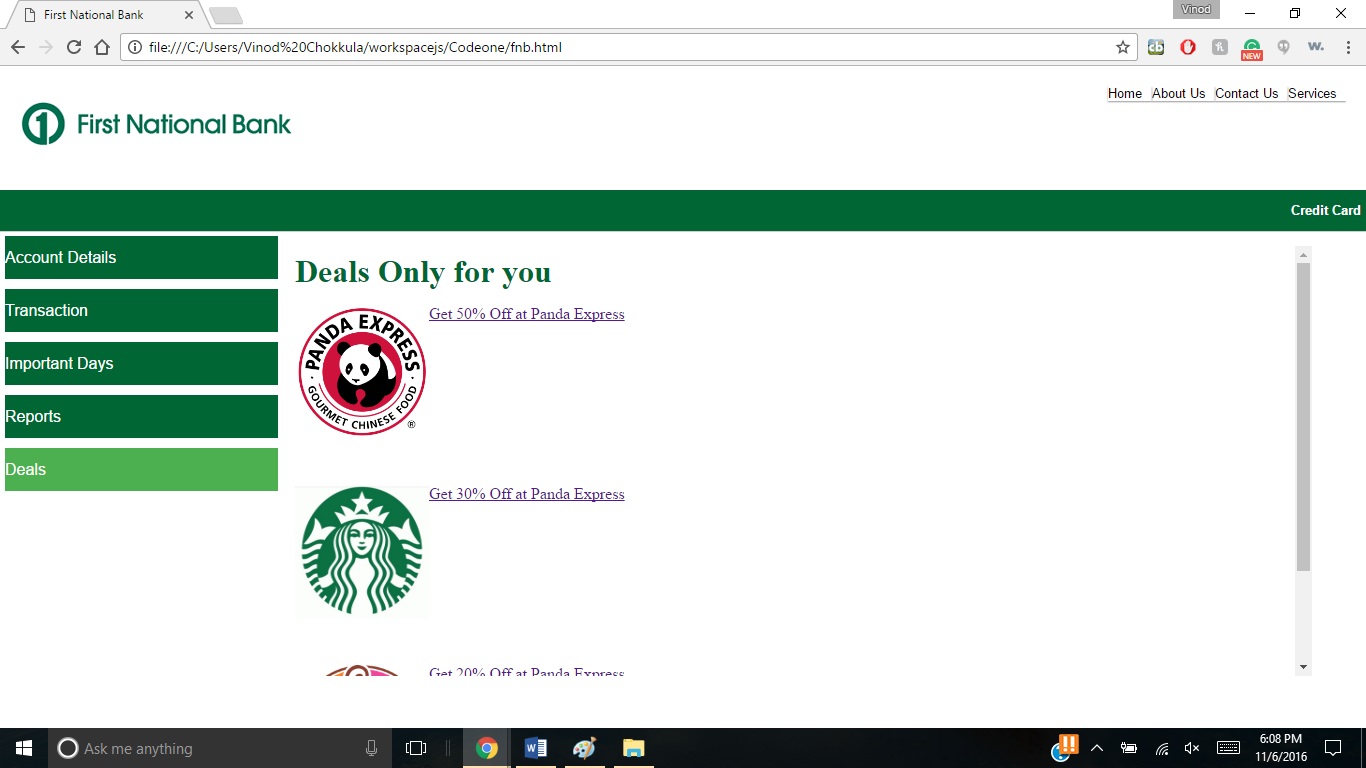 First National Bank
Vinod
file:///C:/Users/Vinod%20Chokkula/workspacejs/Codeone/fnb.html
cb
NEW
w.
Home About Us Contact Us Services
1 First National Bank
Credit Card
Account Details
Transaction
Important Days
Reports
Deals
Deals Only for you
PANDA EXPRESS
GOURMET CHINESE FOOD
®
Get 50% Off at Panda Express
Get 30% Off at Panda Express
Get 20% Off at Panda Express
Ask me anything
6:08 PM
11/6/2016